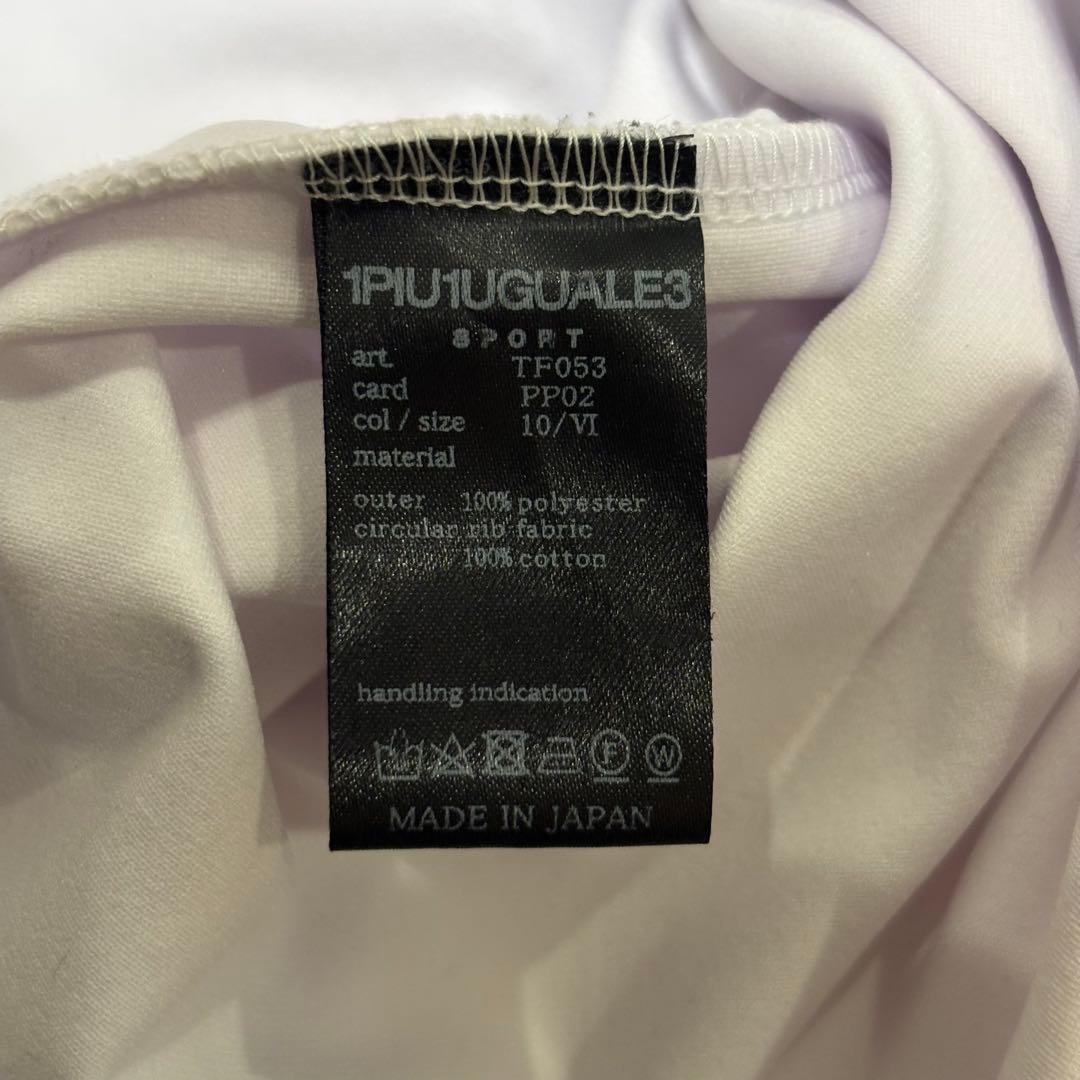 1PIU1UGUALE3
SPORT
art. TF053
card PP02
col / size 10/VI
material
outer 100% polyester
circular rib fabric
100% cotton
handling indication
F W
MADE IN JAPAN